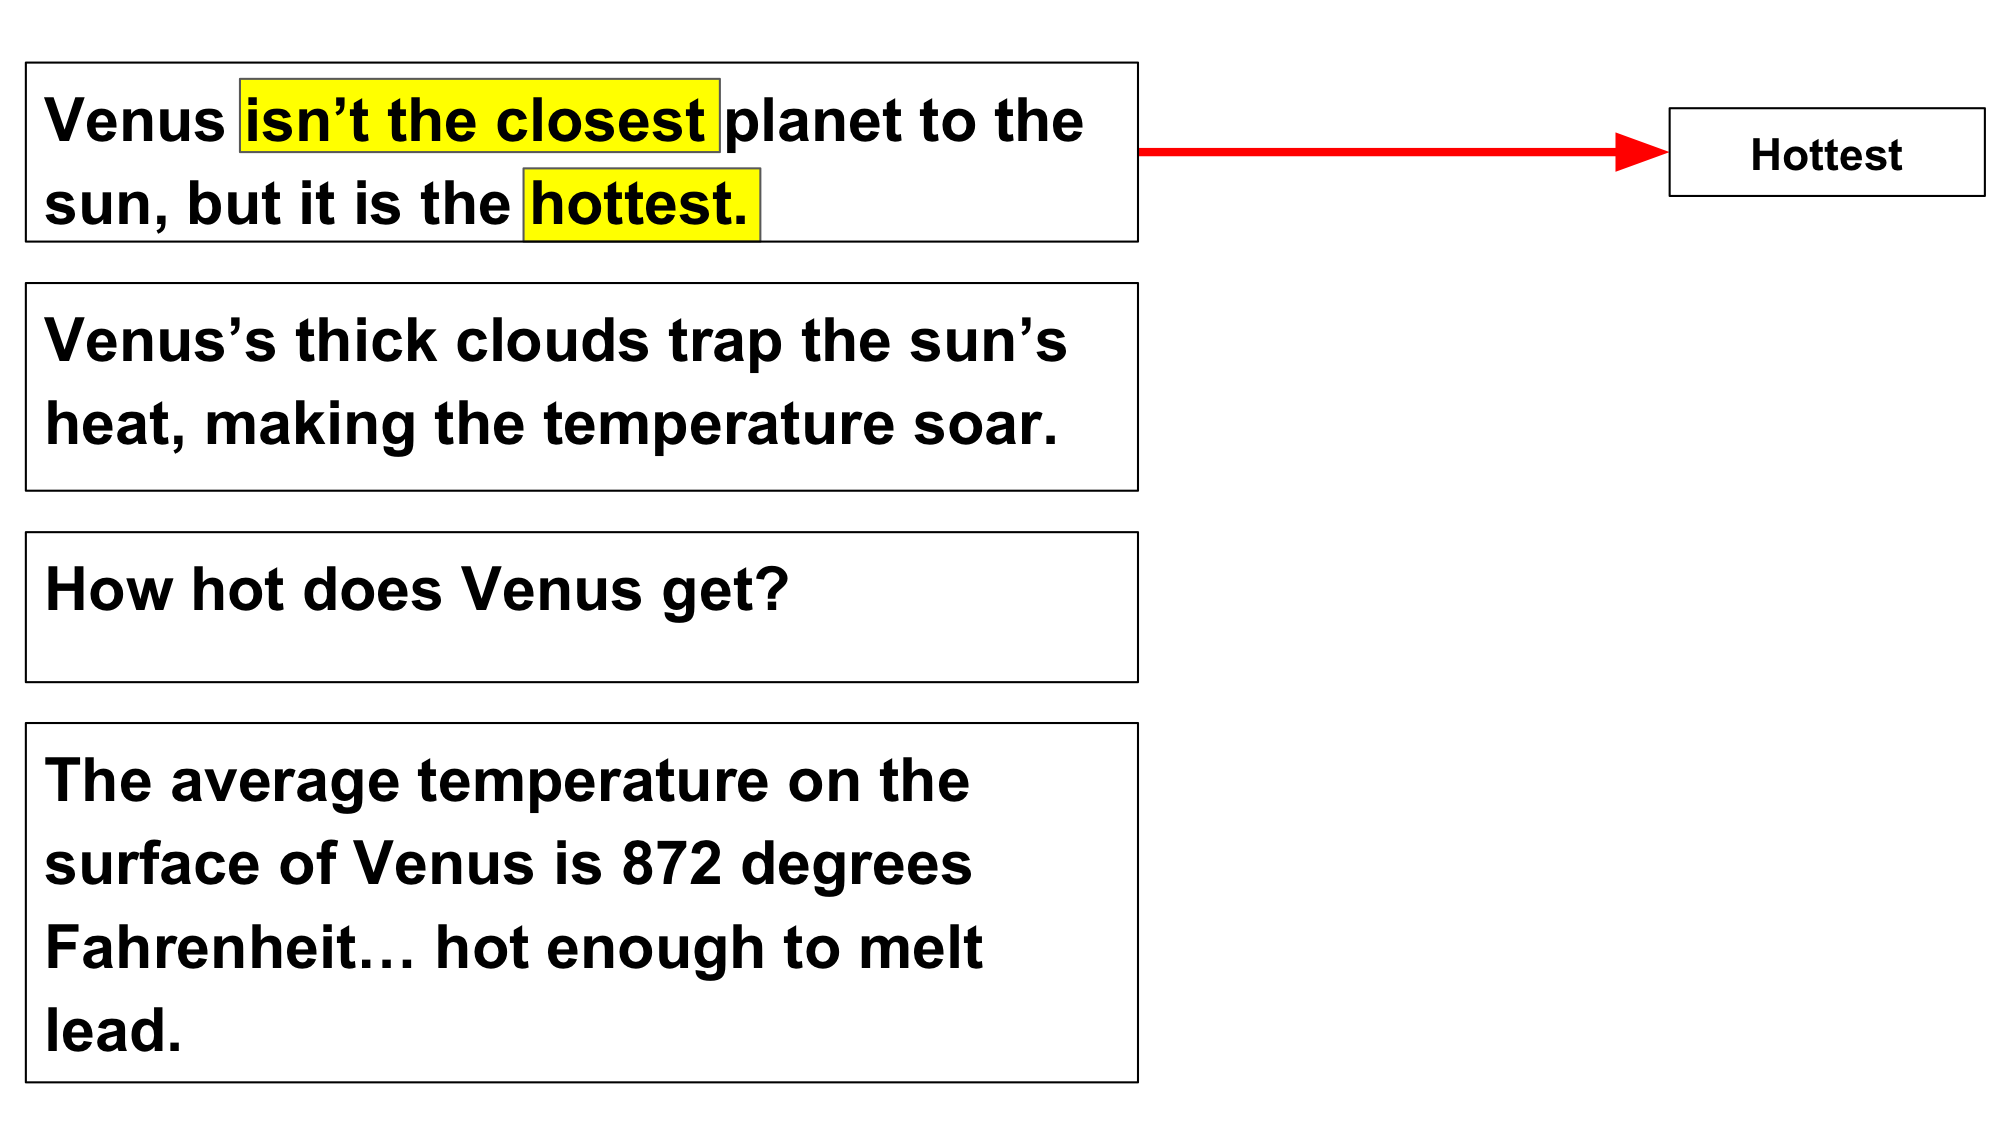 Venus isn’t the closest planet to the
sun, but it is the hottest.
Hottest
Venus’s thick clouds trap the sun’s
heat, making the temperature soar.
How hot does Venus get?
The average temperature on the
surface of Venus is 872 degrees
Fahrenheit… hot enough to melt
lead.